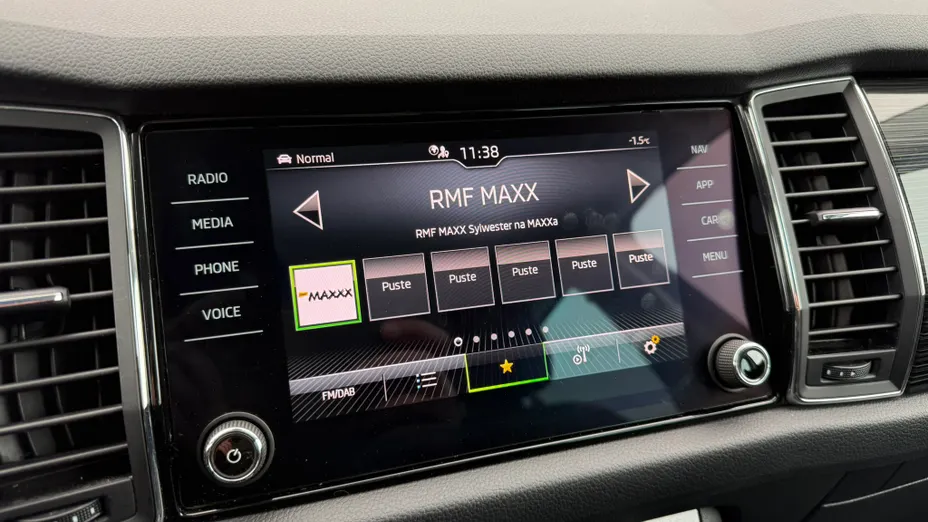 Normal
11:38
-1.5°C
RADIO
MEDIA
PHONE
VOICE
RMF MAXX
RMF MAXX Sylwester na MAXXa
MAXXX
Puste
Puste
Puste
Puste
Puste
FM/DAB
NAV
APP
CAR
MENU